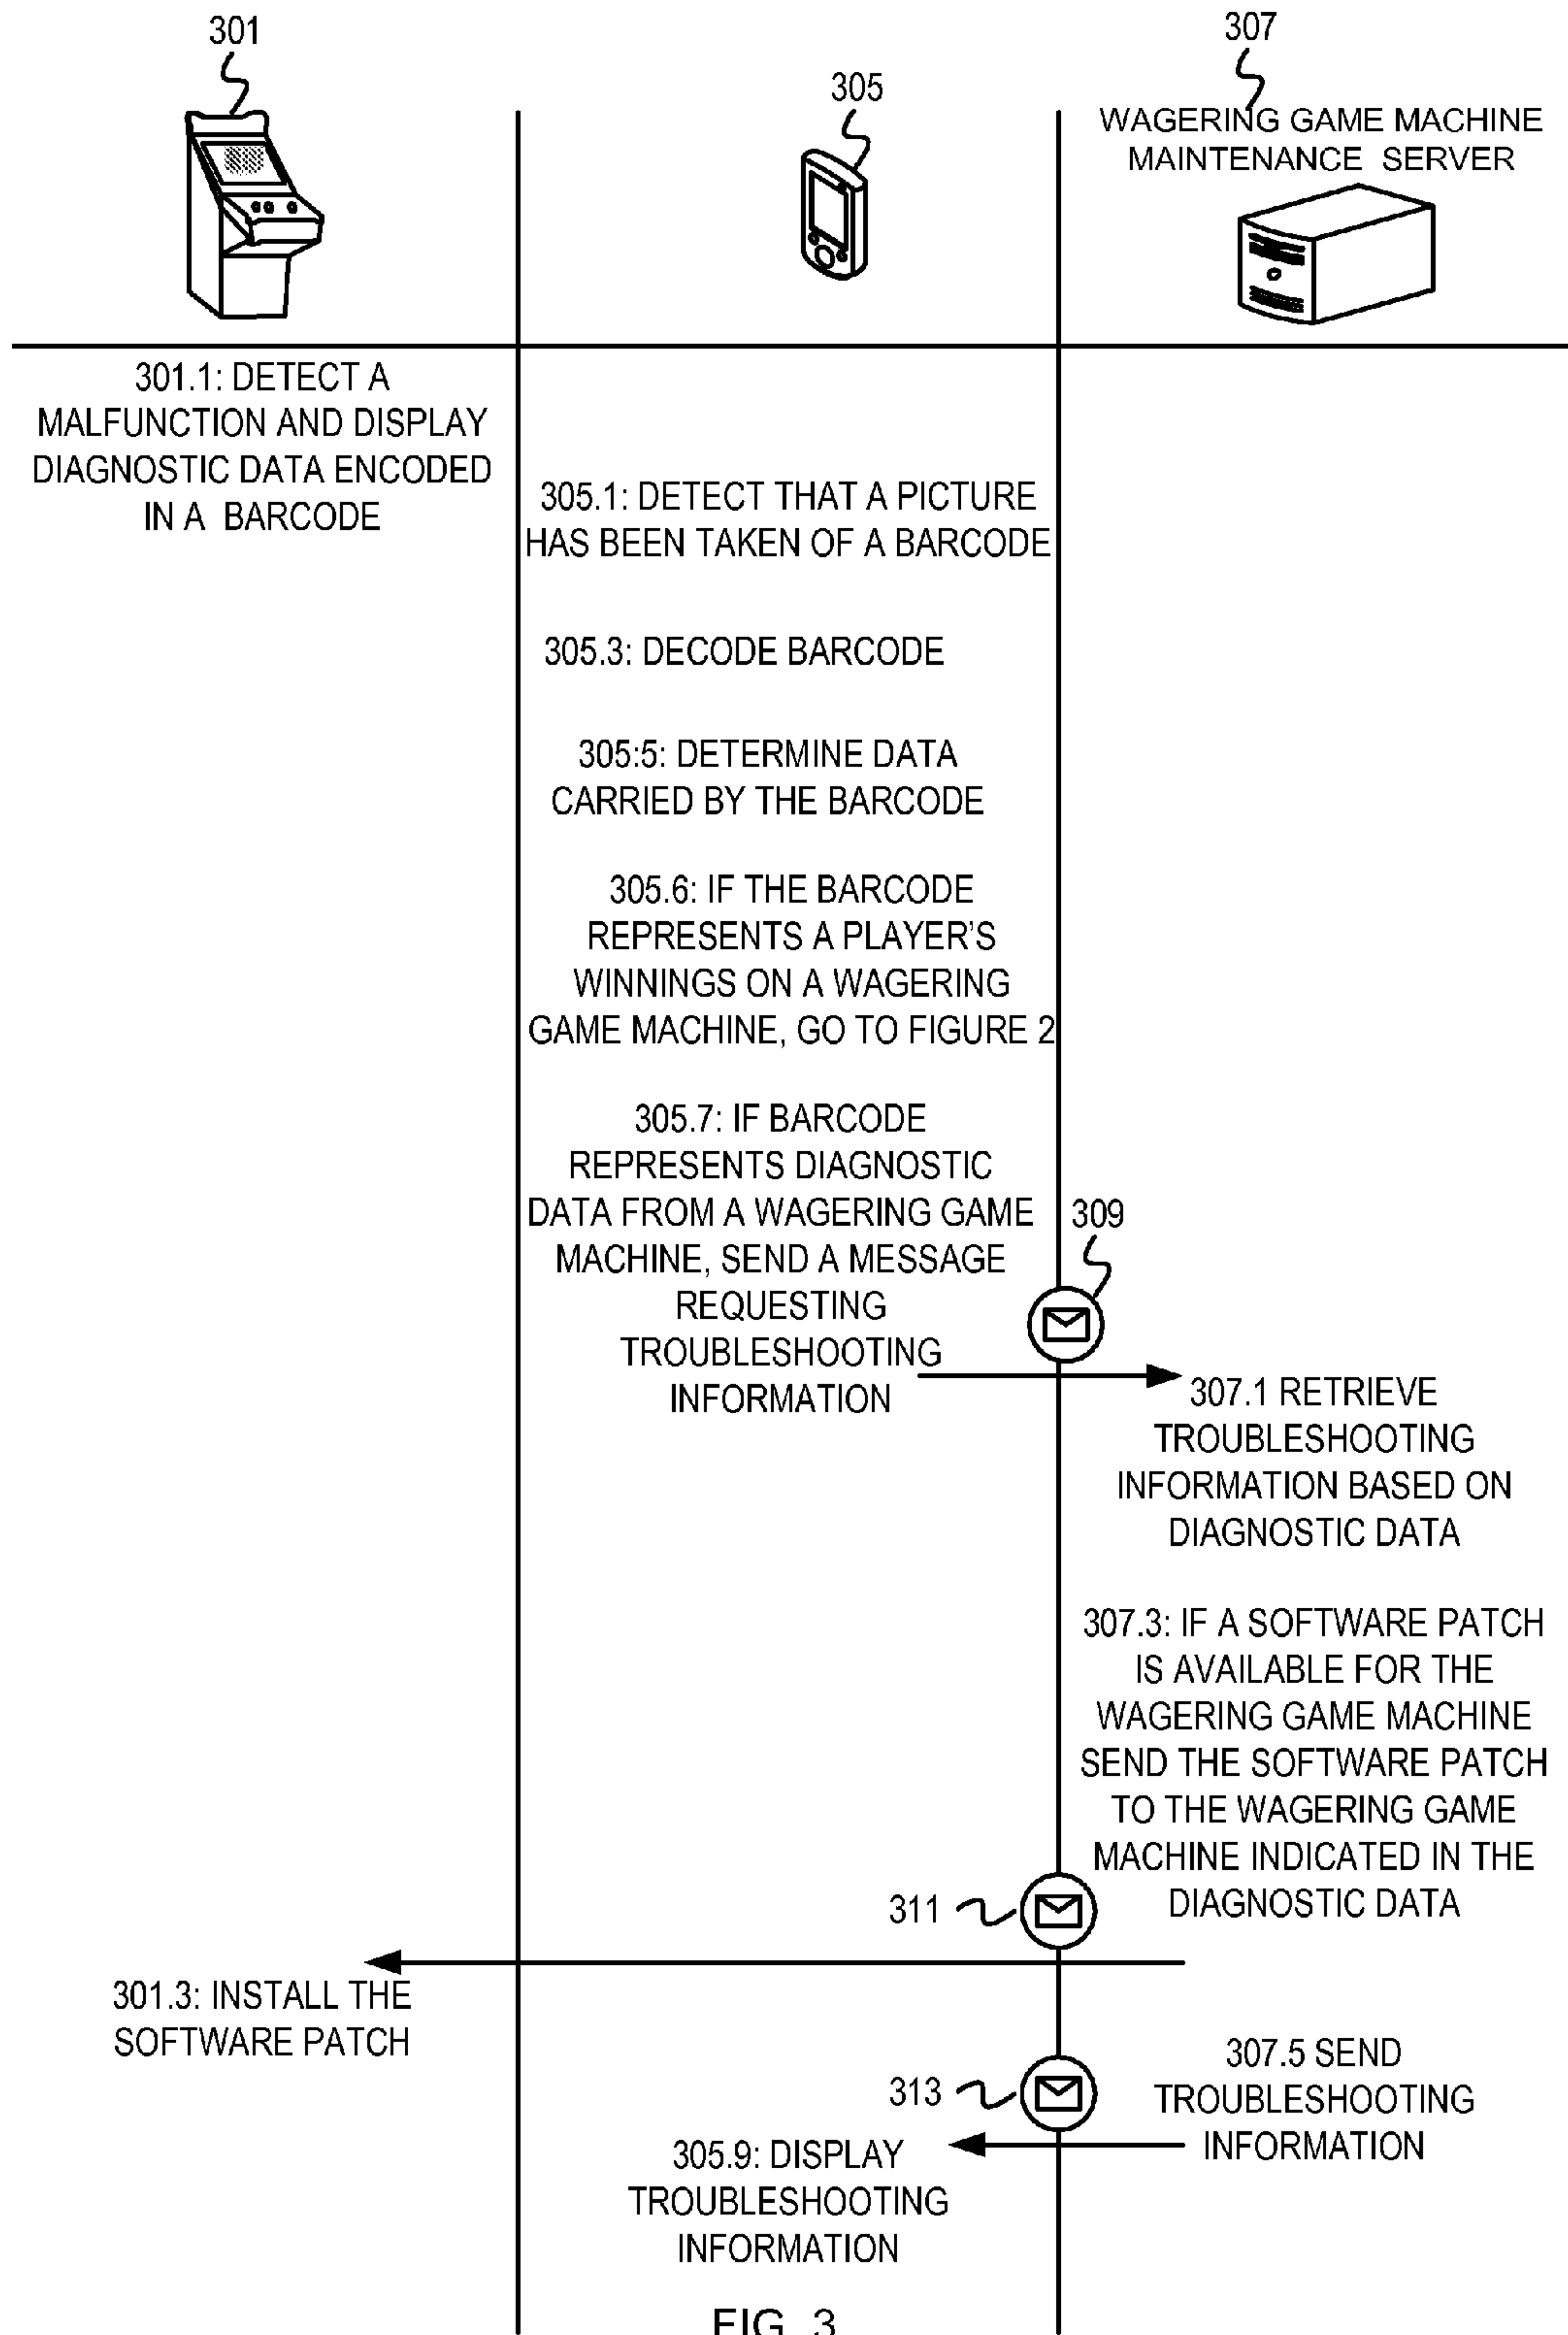 301
305
307
WAGERING GAME MACHINE
MAINTENANCE SERVER
301.1: DETECT A
MALFUNCTION AND DISPLAY
DIAGNOSTIC DATA ENCODED
IN A BARCODE
305.1: DETECT THAT A PICTURE
HAS BEEN TAKEN OF A BARCODE
305.3: DECODE BARCODE
305:5: DETERMINE DATA
CARRIED BY THE BARCODE
305.6: IF THE BARCODE
REPRESENTS A PLAYER'S
WINNINGS ON A WAGERING
GAME MACHINE, GO TO FIGURE 2
305.7: IF BARCODE
REPRESENTS DIAGNOSTIC
DATA FROM A WAGERING GAME
MACHINE, SEND A MESSAGE
REQUESTING
TROUBLESHOOTING
INFORMATION
309
307.1 RETRIEVE
TROUBLESHOOTING
INFORMATION BASED ON
DIAGNOSTIC DATA
307.3: IF A SOFTWARE PATCH
IS AVAILABLE FOR THE
WAGERING GAME MACHINE
SEND THE SOFTWARE PATCH
TO THE WAGERING GAME
MACHINE INDICATED IN THE
DIAGNOSTIC DATA
311
301.3: INSTALL THE
SOFTWARE PATCH
307.5 SEND
TROUBLESHOOTING
INFORMATION
313
305.9: DISPLAY
TROUBLESHOOTING
INFORMATION
FIG. 3